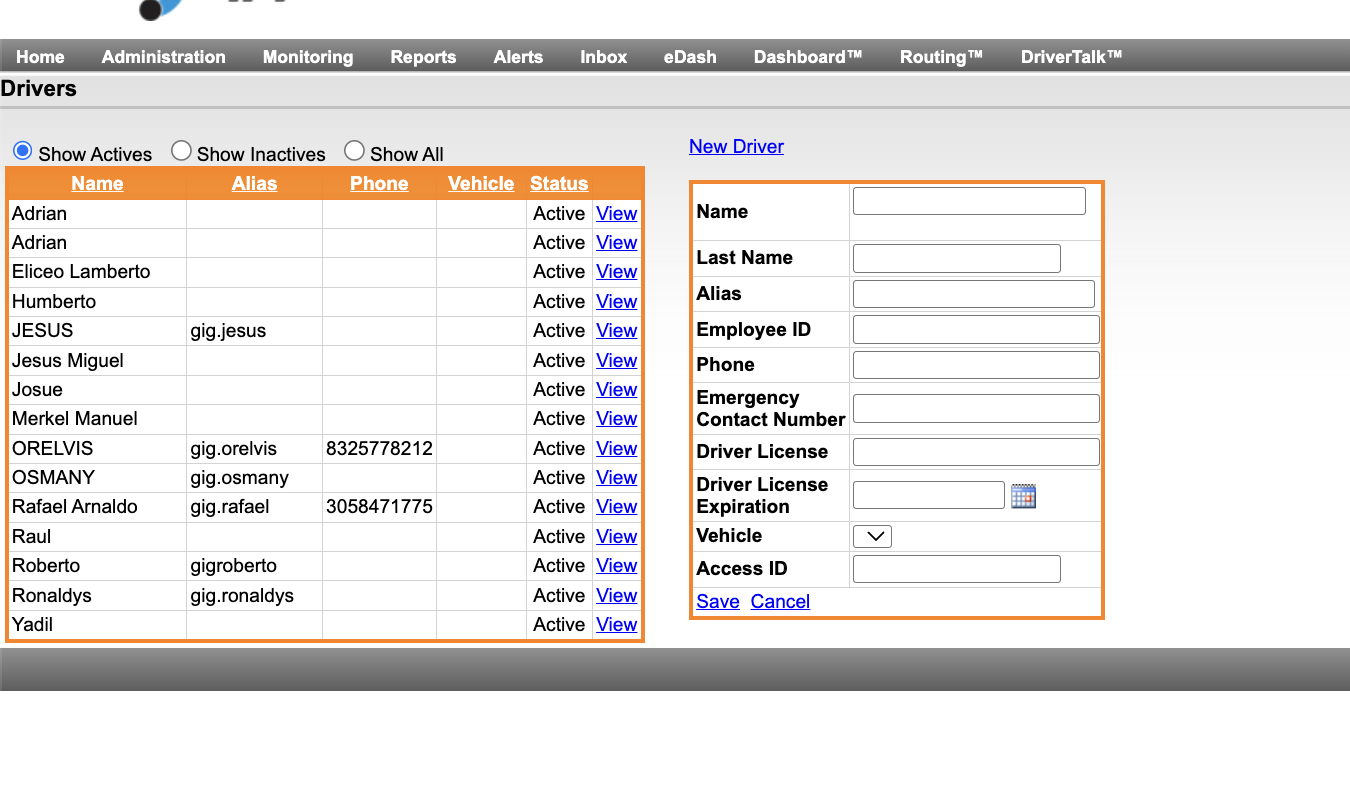 Home Administration Monitoring Reports Alerts Inbox eDash Dashboard™ Routing™ DriverTalk™
Drivers
Show Actives Show Inactives Show All
Name Alias Phone Vehicle Status
Adrian Active View
Adrian Active View
Eliceo Lamberto Active View
Humberto Active View
JESUS gig.jesus Active View
Jesus Miguel Active View
Josue Active View
Merkel Manuel Active View
ORELVIS gig.orelvis 8325778212 Active View
OSMANY gig.osmany Active View
Rafael Arnaldo gig.rafael 3058471775 Active View
Raul Active View
Roberto gigroberto Active View
Ronaldys gig.ronaldys Active View
Yadil Active View
New Driver
Name
Last Name
Alias
Employee ID
Phone
Emergency
Contact Number
Driver License
Driver License
Expiration
Vehicle
Access ID
Save Cancel